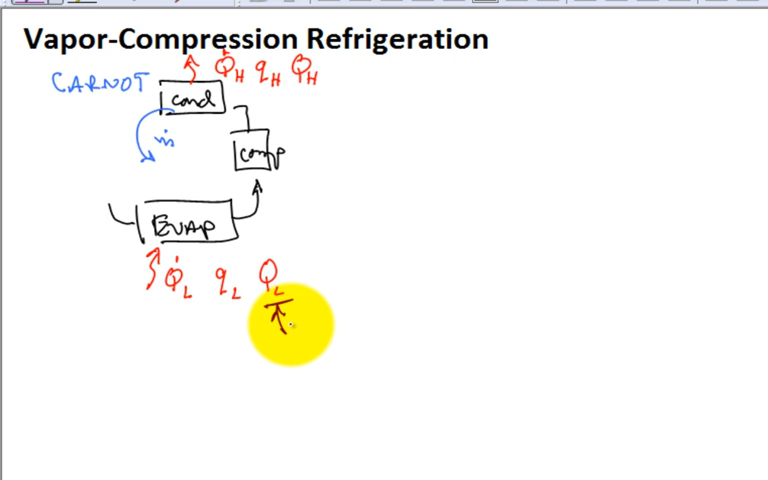 Vapor-Compression Refrigeration
CARNOT
Q̇H qH QH
cond
ṁ
comp
EVAP
Q̇L qL QL